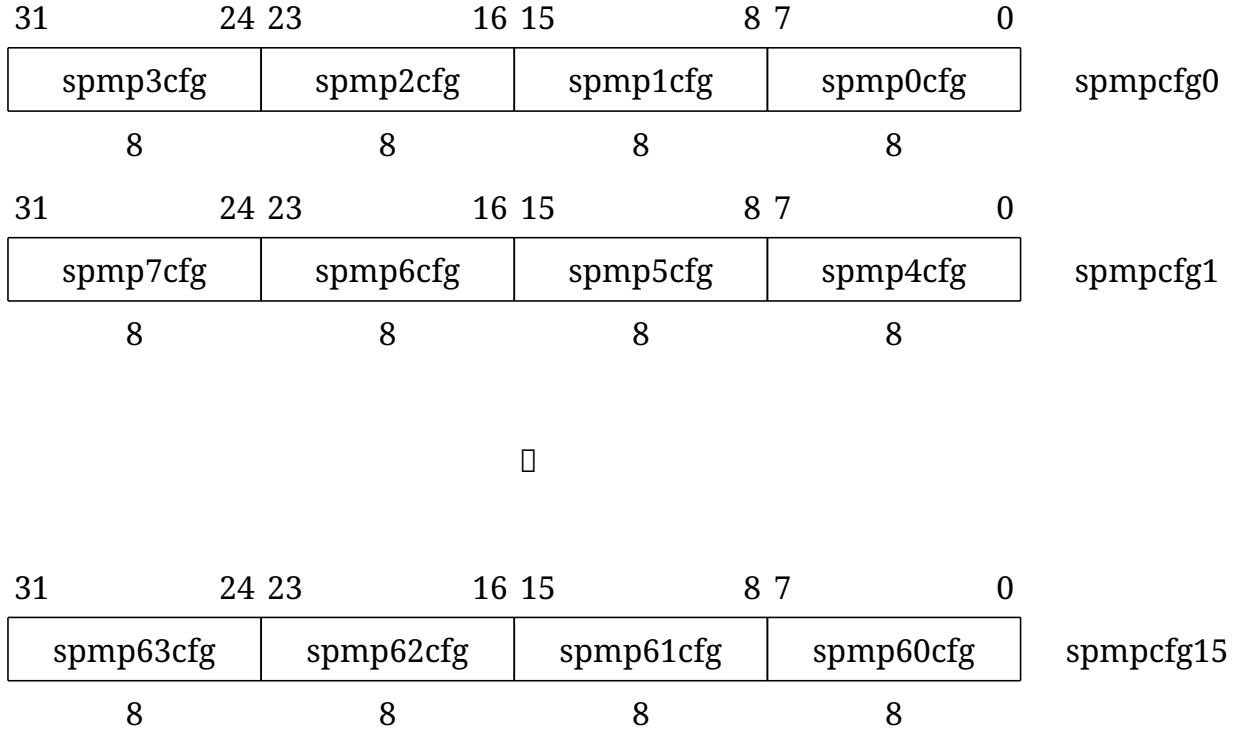 31 24 23 16 15 8 7 0
spmp3cfg spmp2cfg spmp1cfg spmp0cfg spmpcfg0
8 8 8 8
31 24 23 16 15 8 7 0
spmp7cfg spmp6cfg spmp5cfg spmp4cfg spmpcfg1
8 8 8 8
31 24 23 16 15 8 7 0
spmp63cfg spmp62cfg spmp61cfg spmp60cfg spmpcfg15
8 8 8 8